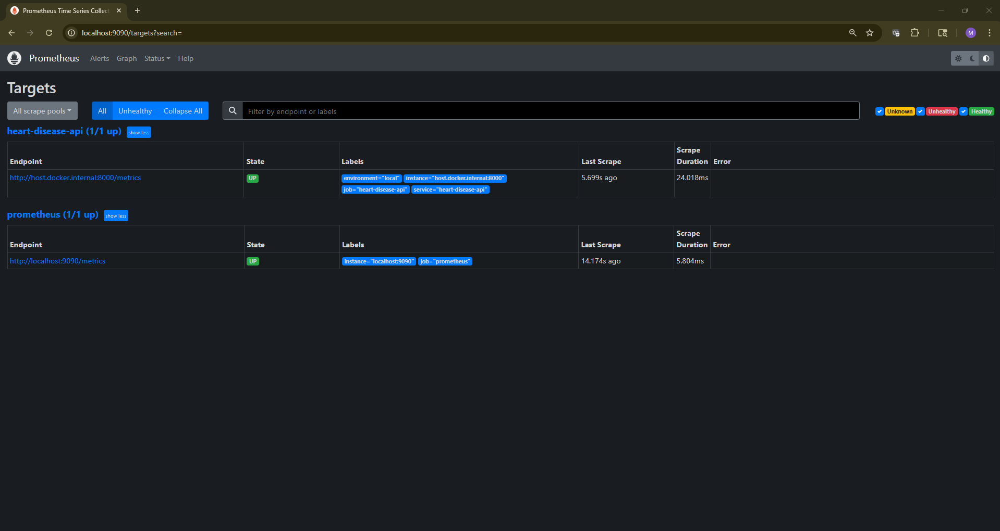 Prometheus Time Series Collect
localhost:9090/targets?search=
M
Prometheus Alerts Graph Status Help
Targets
All scrape pools All Unhealthy Collapse All Filter by endpoint or labels Unknown Unhealthy Healthy
heart-disease-api (1/1 up) show less
Endpoint State Labels Last Scrape Scrape Duration Error
http://host.docker.internal:8000/metrics UP environment="local" instance="host.docker.internal:8000" 5.699s ago 24.018ms
job="heart-disease-api" service="heart-disease-api"
prometheus (1/1 up) show less
Endpoint State Labels Last Scrape Scrape Duration Error
http://localhost:9090/metrics UP instance="localhost:9090" job="prometheus" 14.174s ago 5.804ms